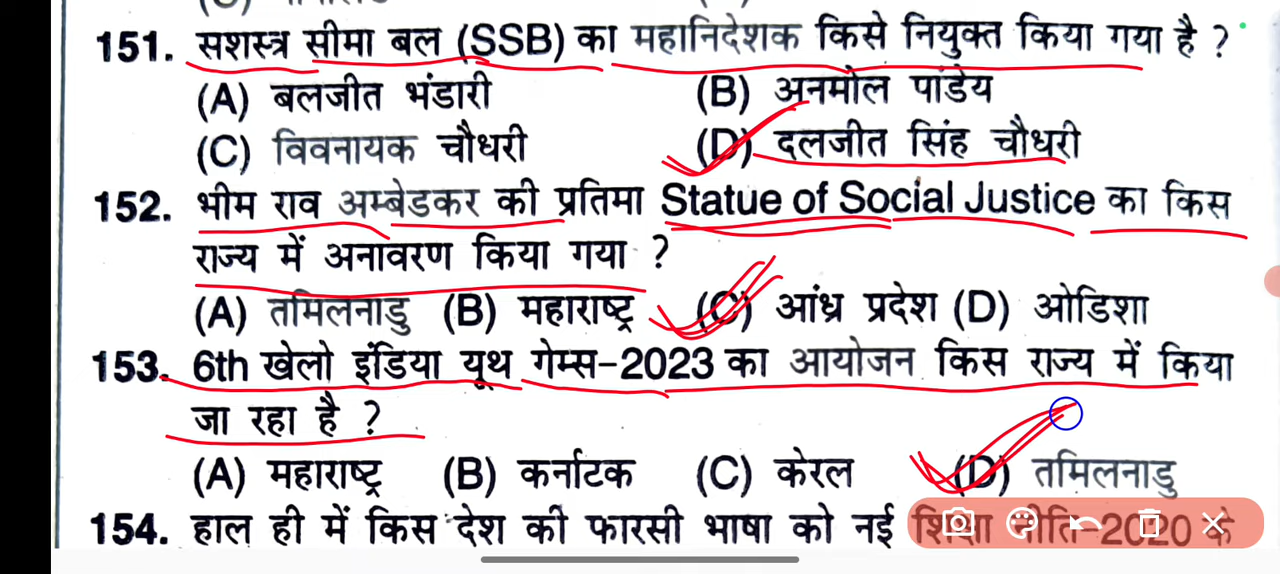 151. सशस्त्र सीमा बल (SSB) का महानिदेशक किसे नियुक्त किया गया है ?
(A) बलजीत भंडारी (B) अनमोल पांडेय
(C) विवनायक चौधरी (D) दलजीत सिंह चौधरी
152. भीम राव अम्बेडकर की प्रतिमा Statue of Social Justice का किस
राज्य में अनावरण किया गया ?
(A) तमिलनाडु (B) महाराष्ट्र (C) आंध्र प्रदेश (D) ओडिशा
153. 6th खेलो इंडिया यूथ गेम्स-2023 का आयोजन किस राज्य में किया
जा रहा है ?
(A) महाराष्ट्र (B) कर्नाटक (C) केरल (D) तमिलनाडु
154. हाल ही में किस देश की फारसी भाषा को नई शिक्षा नीति-2020 के